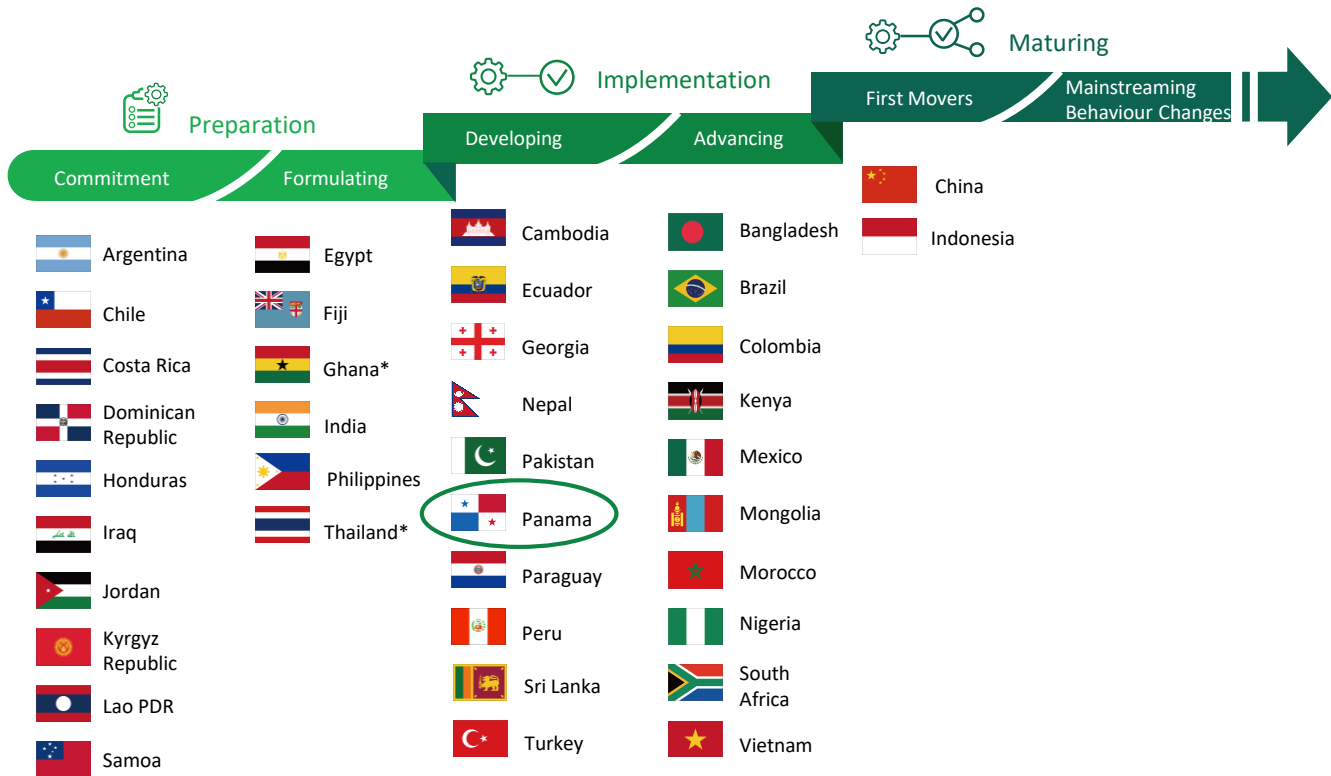 Preparation
Commitment
Formulating
Argentina
Chile
Costa Rica
Dominican
Republic
Honduras
Iraq
Jordan
Kyrgyz
Republic
Lao PDR
Samoa
Egypt
Fiji
Ghana*
India
Philippines
Thailand*
Implementation
Developing
Advancing
Cambodia
Ecuador
Georgia
Nepal
Pakistan
Panama
Paraguay
Peru
Sri Lanka
Turkey
Bangladesh
Brazil
Colombia
Kenya
Mexico
Mongolia
Morocco
Nigeria
South
Africa
Vietnam
Maturing
First Movers
Mainstreaming
Behaviour Changes
China
Indonesia